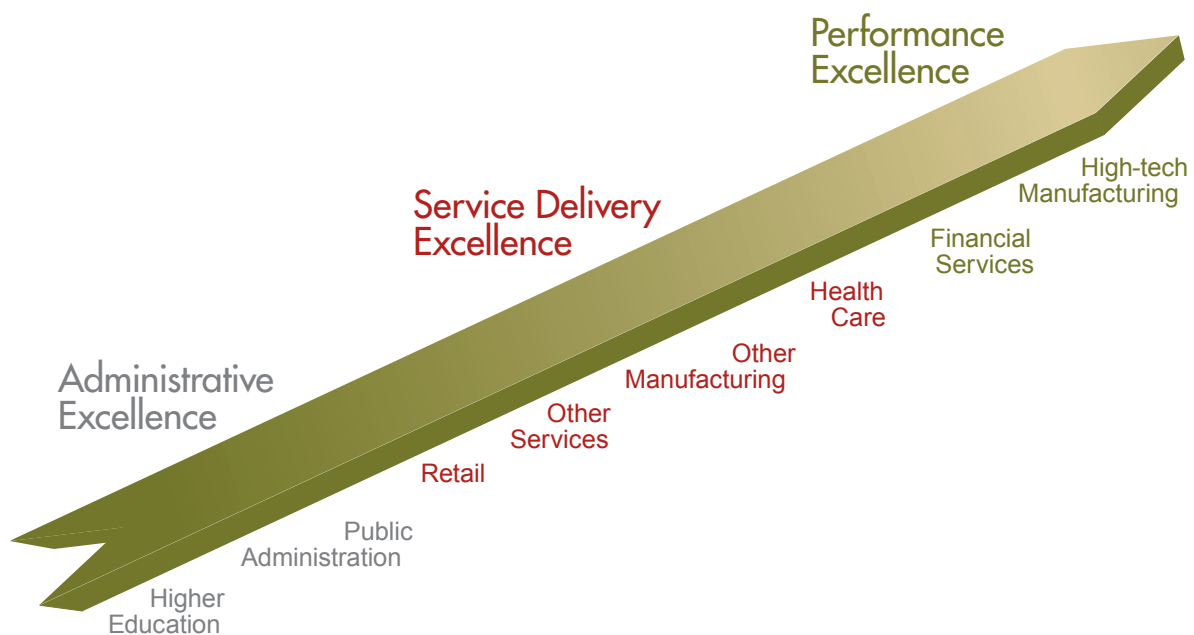 Performance
Excellence
High-tech
Manufacturing
Service Delivery
Excellence
Financial
Services
Health
Care
Other
Manufacturing
Administrative
Excellence
Other
Services
Retail
Public
Administration
Higher
Education